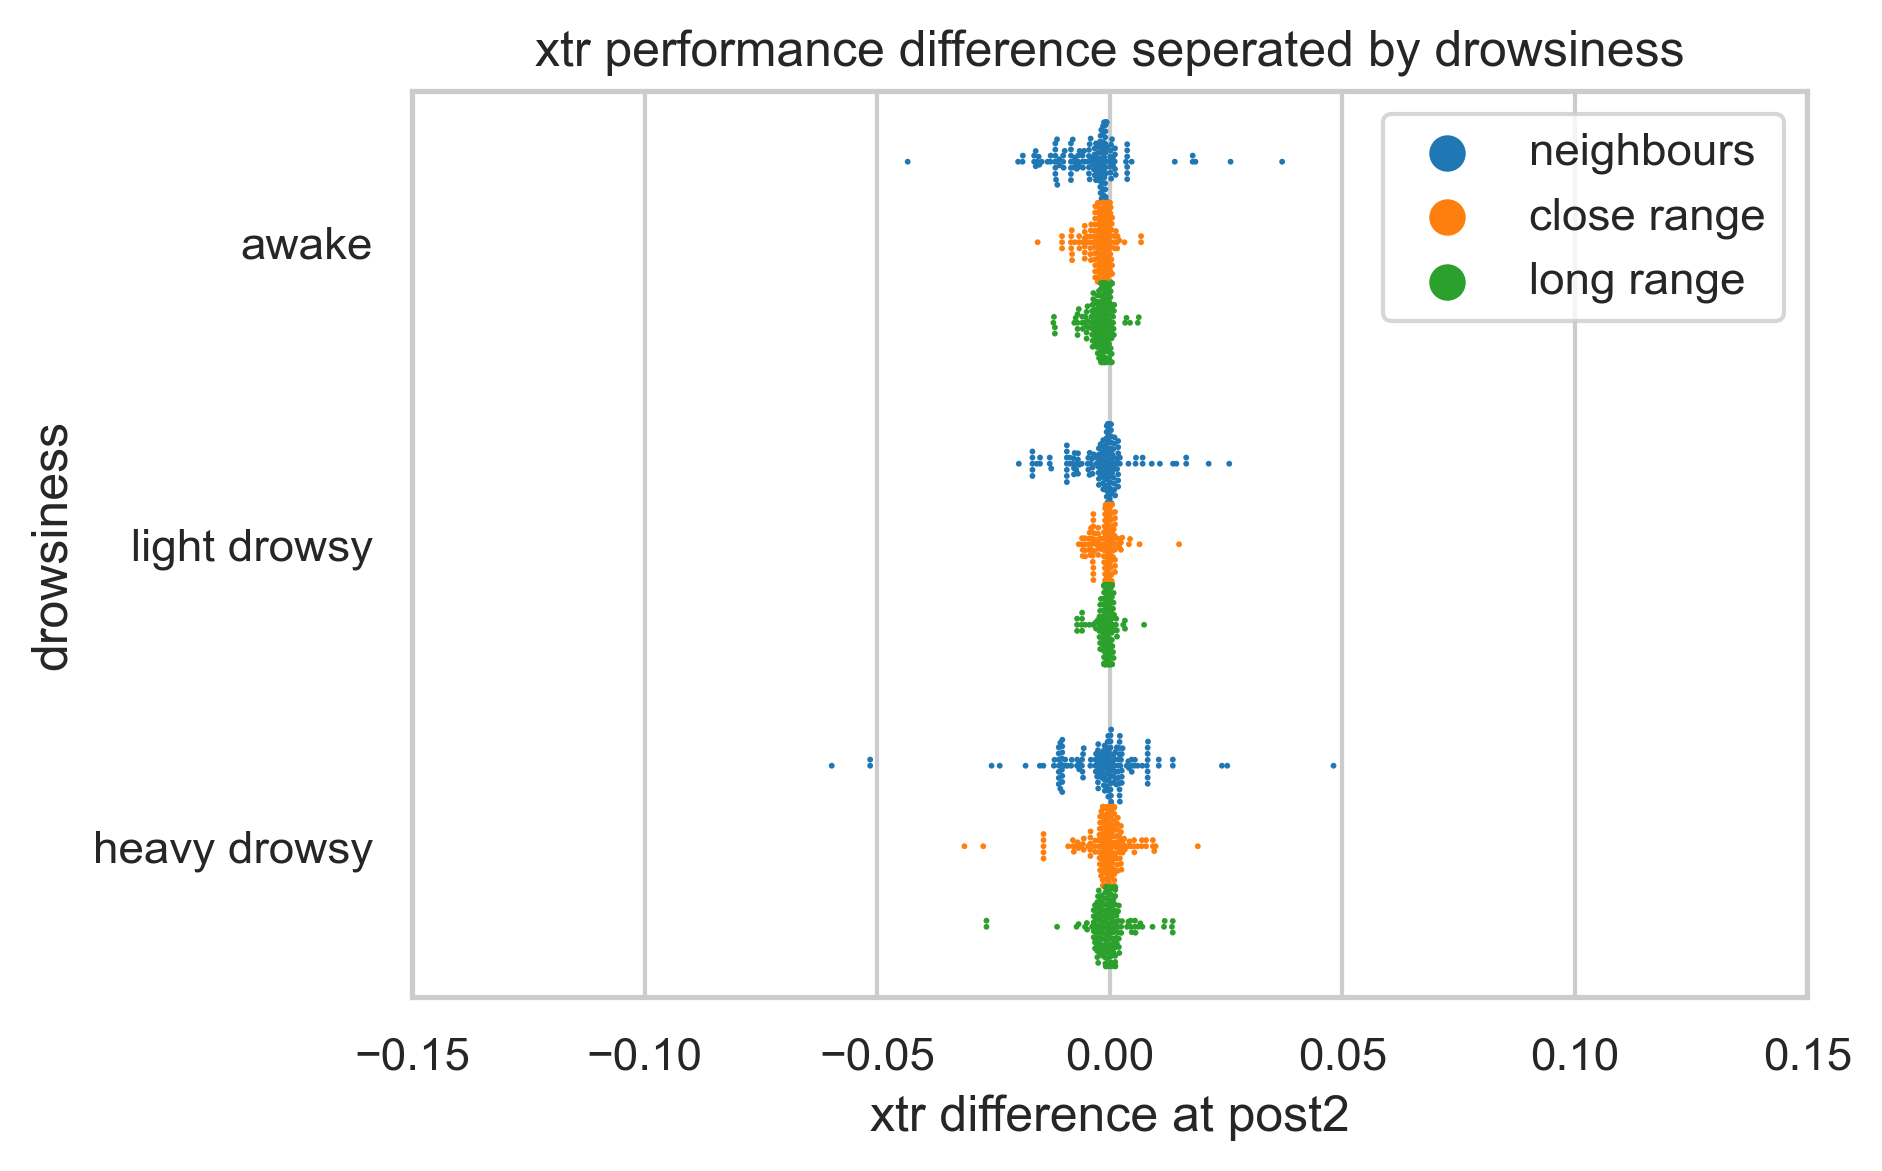 xtr performance difference seperated by drowsiness
neighbours
close range
long range
awake
light drowsy
heavy drowsy
drowsiness
−0.15 −0.10 −0.05 0.00 0.05 0.10 0.15
xtr difference at post2